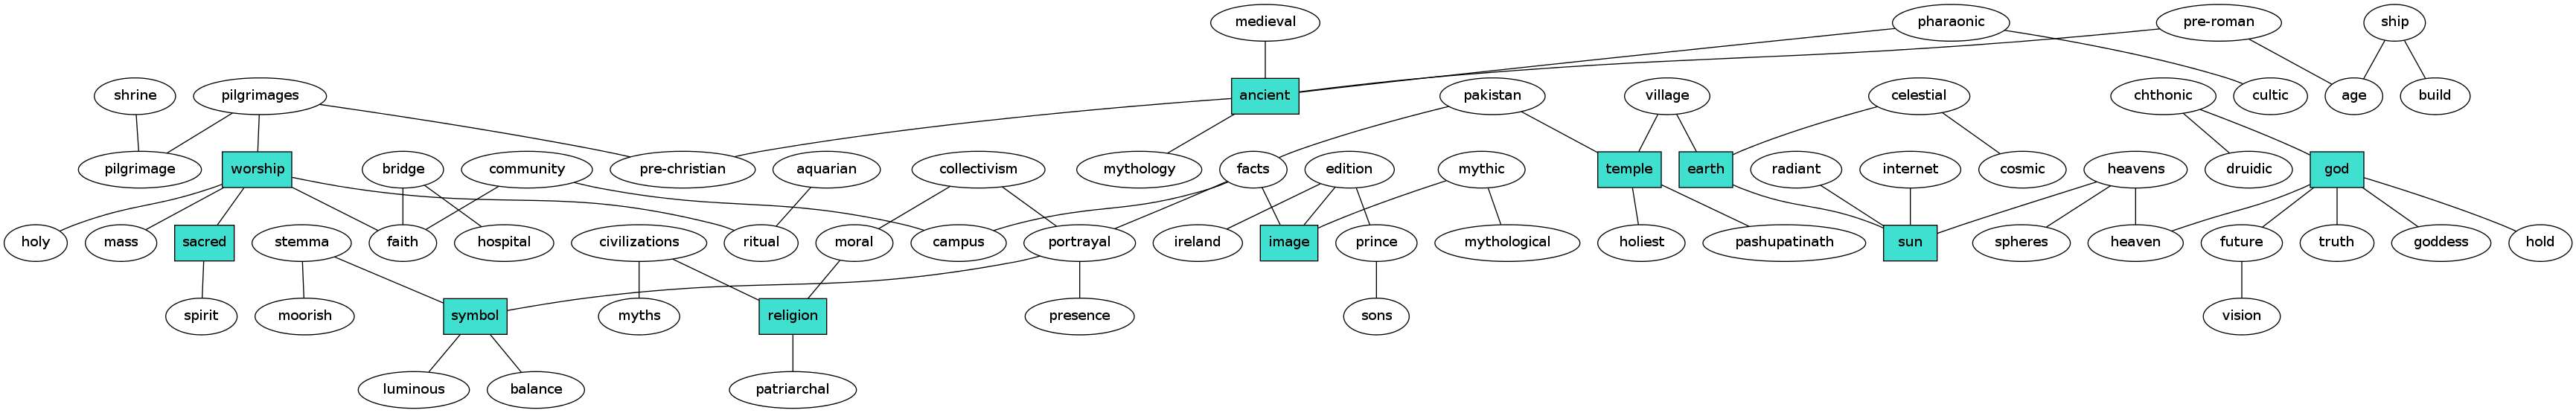 medieval
pharaonic
pre-roman
ship
shrine
pilgrimages
ancient
pakistan
village
celestial
chthonic
cultic
age
build
pilgrimage
worship
bridge
community
pre-christian
aquarian
collectivism
mythology
facts
edition
mythic
temple
earth
radiant
internet
cosmic
heavens
druidic
god
holy
mass
sacred
stemma
faith
hospital
civilizations
ritual
moral
campus
portrayal
ireland
image
prince
mythological
holiest
pashupatinath
sun
spheres
heaven
future
truth
goddess
hold
spirit
moorish
symbol
myths
religion
presence
sons
vision
luminous
balance
patriarchal